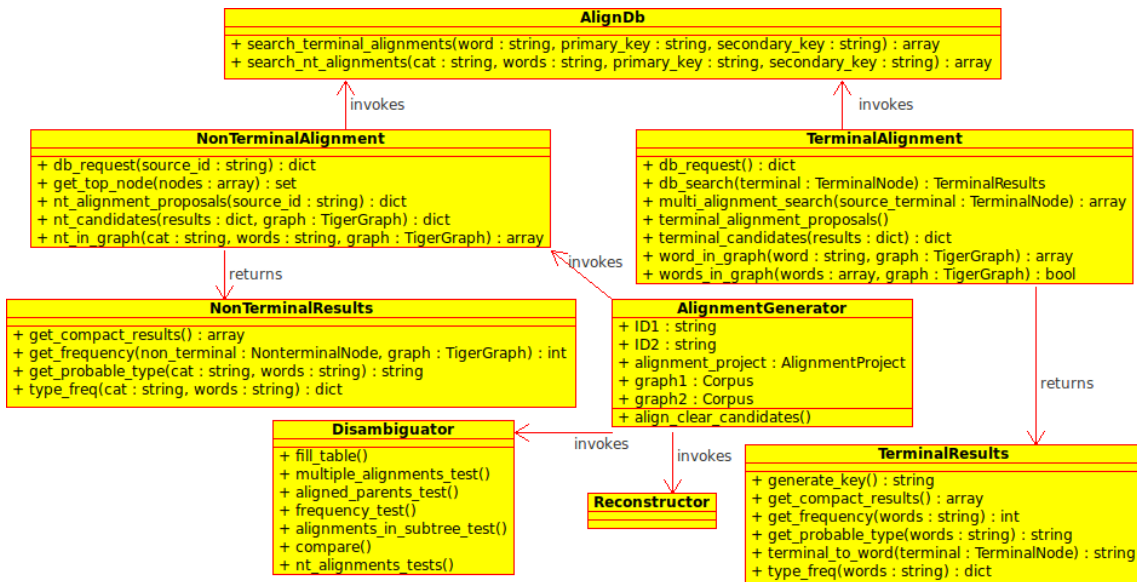 AlignDb
+ search_terminal_alignments(word : string, primary_key : string, secondary_key : string) : array
+ search_nt_alignments(cat : string, words : string, primary_key : string, secondary_key : string) : array
invokes
invokes
NonTerminalAlignment
+ db_request(source_id : string) : dict
+ get_top_node(nodes : array) : set
+ nt_alignment_proposals(source_id : string) : dict
+ nt_candidates(results : dict, graph : TigerGraph) : dict
+ nt_in_graph(cat : string, words : string, graph : TigerGraph) : array
TerminalAlignment
+ db_request() : dict
+ db_search(terminal : TerminalNode) : TerminalResults
+ multi_alignment_search(source_terminal : TerminalNode) : array
+ terminal_alignment_proposals()
+ terminal_candidates(results : dict) : dict
+ word_in_graph(word : string, graph : TigerGraph) : array
+ words_in_graph(words : array, graph : TigerGraph) : bool
returns
invokes
NonTerminalResults
+ get_compact_results() : array
+ get_frequency(non_terminal : NonterminalNode, graph : TigerGraph) : int
+ get_probable_type(cat : string, words : string) : string
+ type_freq(cat : string, words : string) : dict
AlignmentGenerator
+ ID1 : string
+ ID2 : string
+ alignment_project : AlignmentProject
+ graph1 : Corpus
+ graph2 : Corpus
+ align_clear_candidates()
returns
Disambiguator
+ fill_table()
+ multiple_alignments_test()
+ aligned_parents_test()
+ frequency_test()
+ alignments_in_subtree_test()
+ compare()
+ nt_alignments_tests()
invokes
invokes
Reconstructor
TerminalResults
+ generate_key() : string
+ get_compact_results() : array
+ get_frequency(words : string) : int
+ get_probable_type(words : string) : string
+ terminal_to_word(terminal : TerminalNode) : string
+ type_freq(words : string) : dict